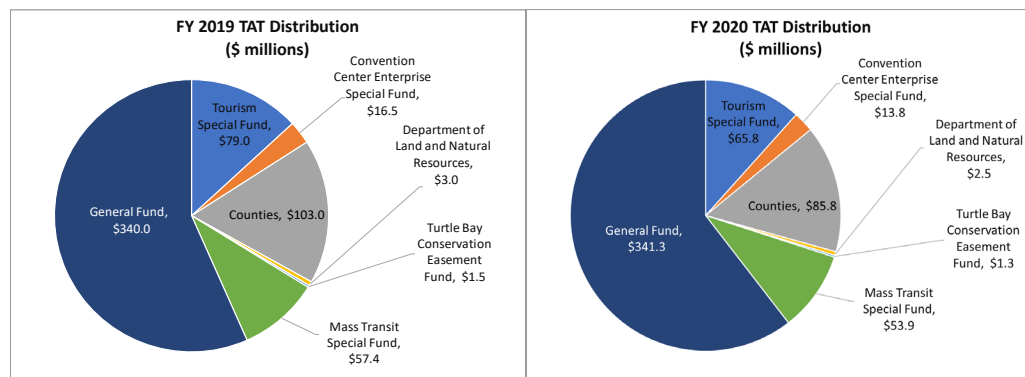 FY 2019 TAT Distribution
($ millions)
Convention
Center Enterprise
Special Fund,
$16.5
Tourism
Special Fund,
$79.0
Department of
Land and Natural
Resources,
$3.0
Counties, $103.0
General Fund,
$340.0
Turtle Bay
Conservation
Easement
Fund, $1.5
Mass Transit
Special Fund,
$57.4
FY 2020 TAT Distribution
($ millions)
Convention
Center Enterprise
Special Fund,
$13.8
Tourism
Special Fund,
$65.8
Department of
Land and Natural
Resources,
$2.5
Counties, $85.8
General Fund,
$341.3
Turtle Bay
Conservation
Easement
Fund, $1.3
Mass Transit
Special Fund,
$53.9